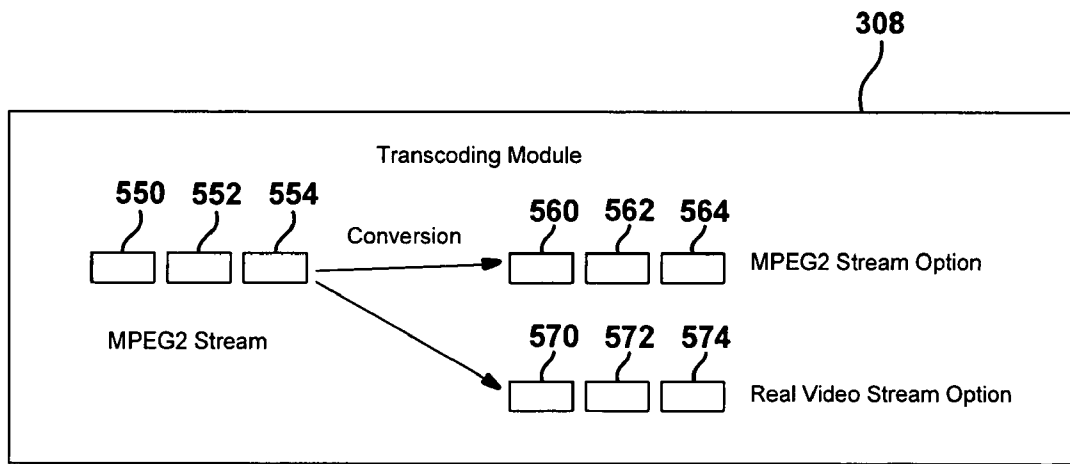 308
Transcoding Module
550 552 554
560 562 564
Conversion
MPEG2 Stream Option
MPEG2 Stream
570 572 574
Real Video Stream Option